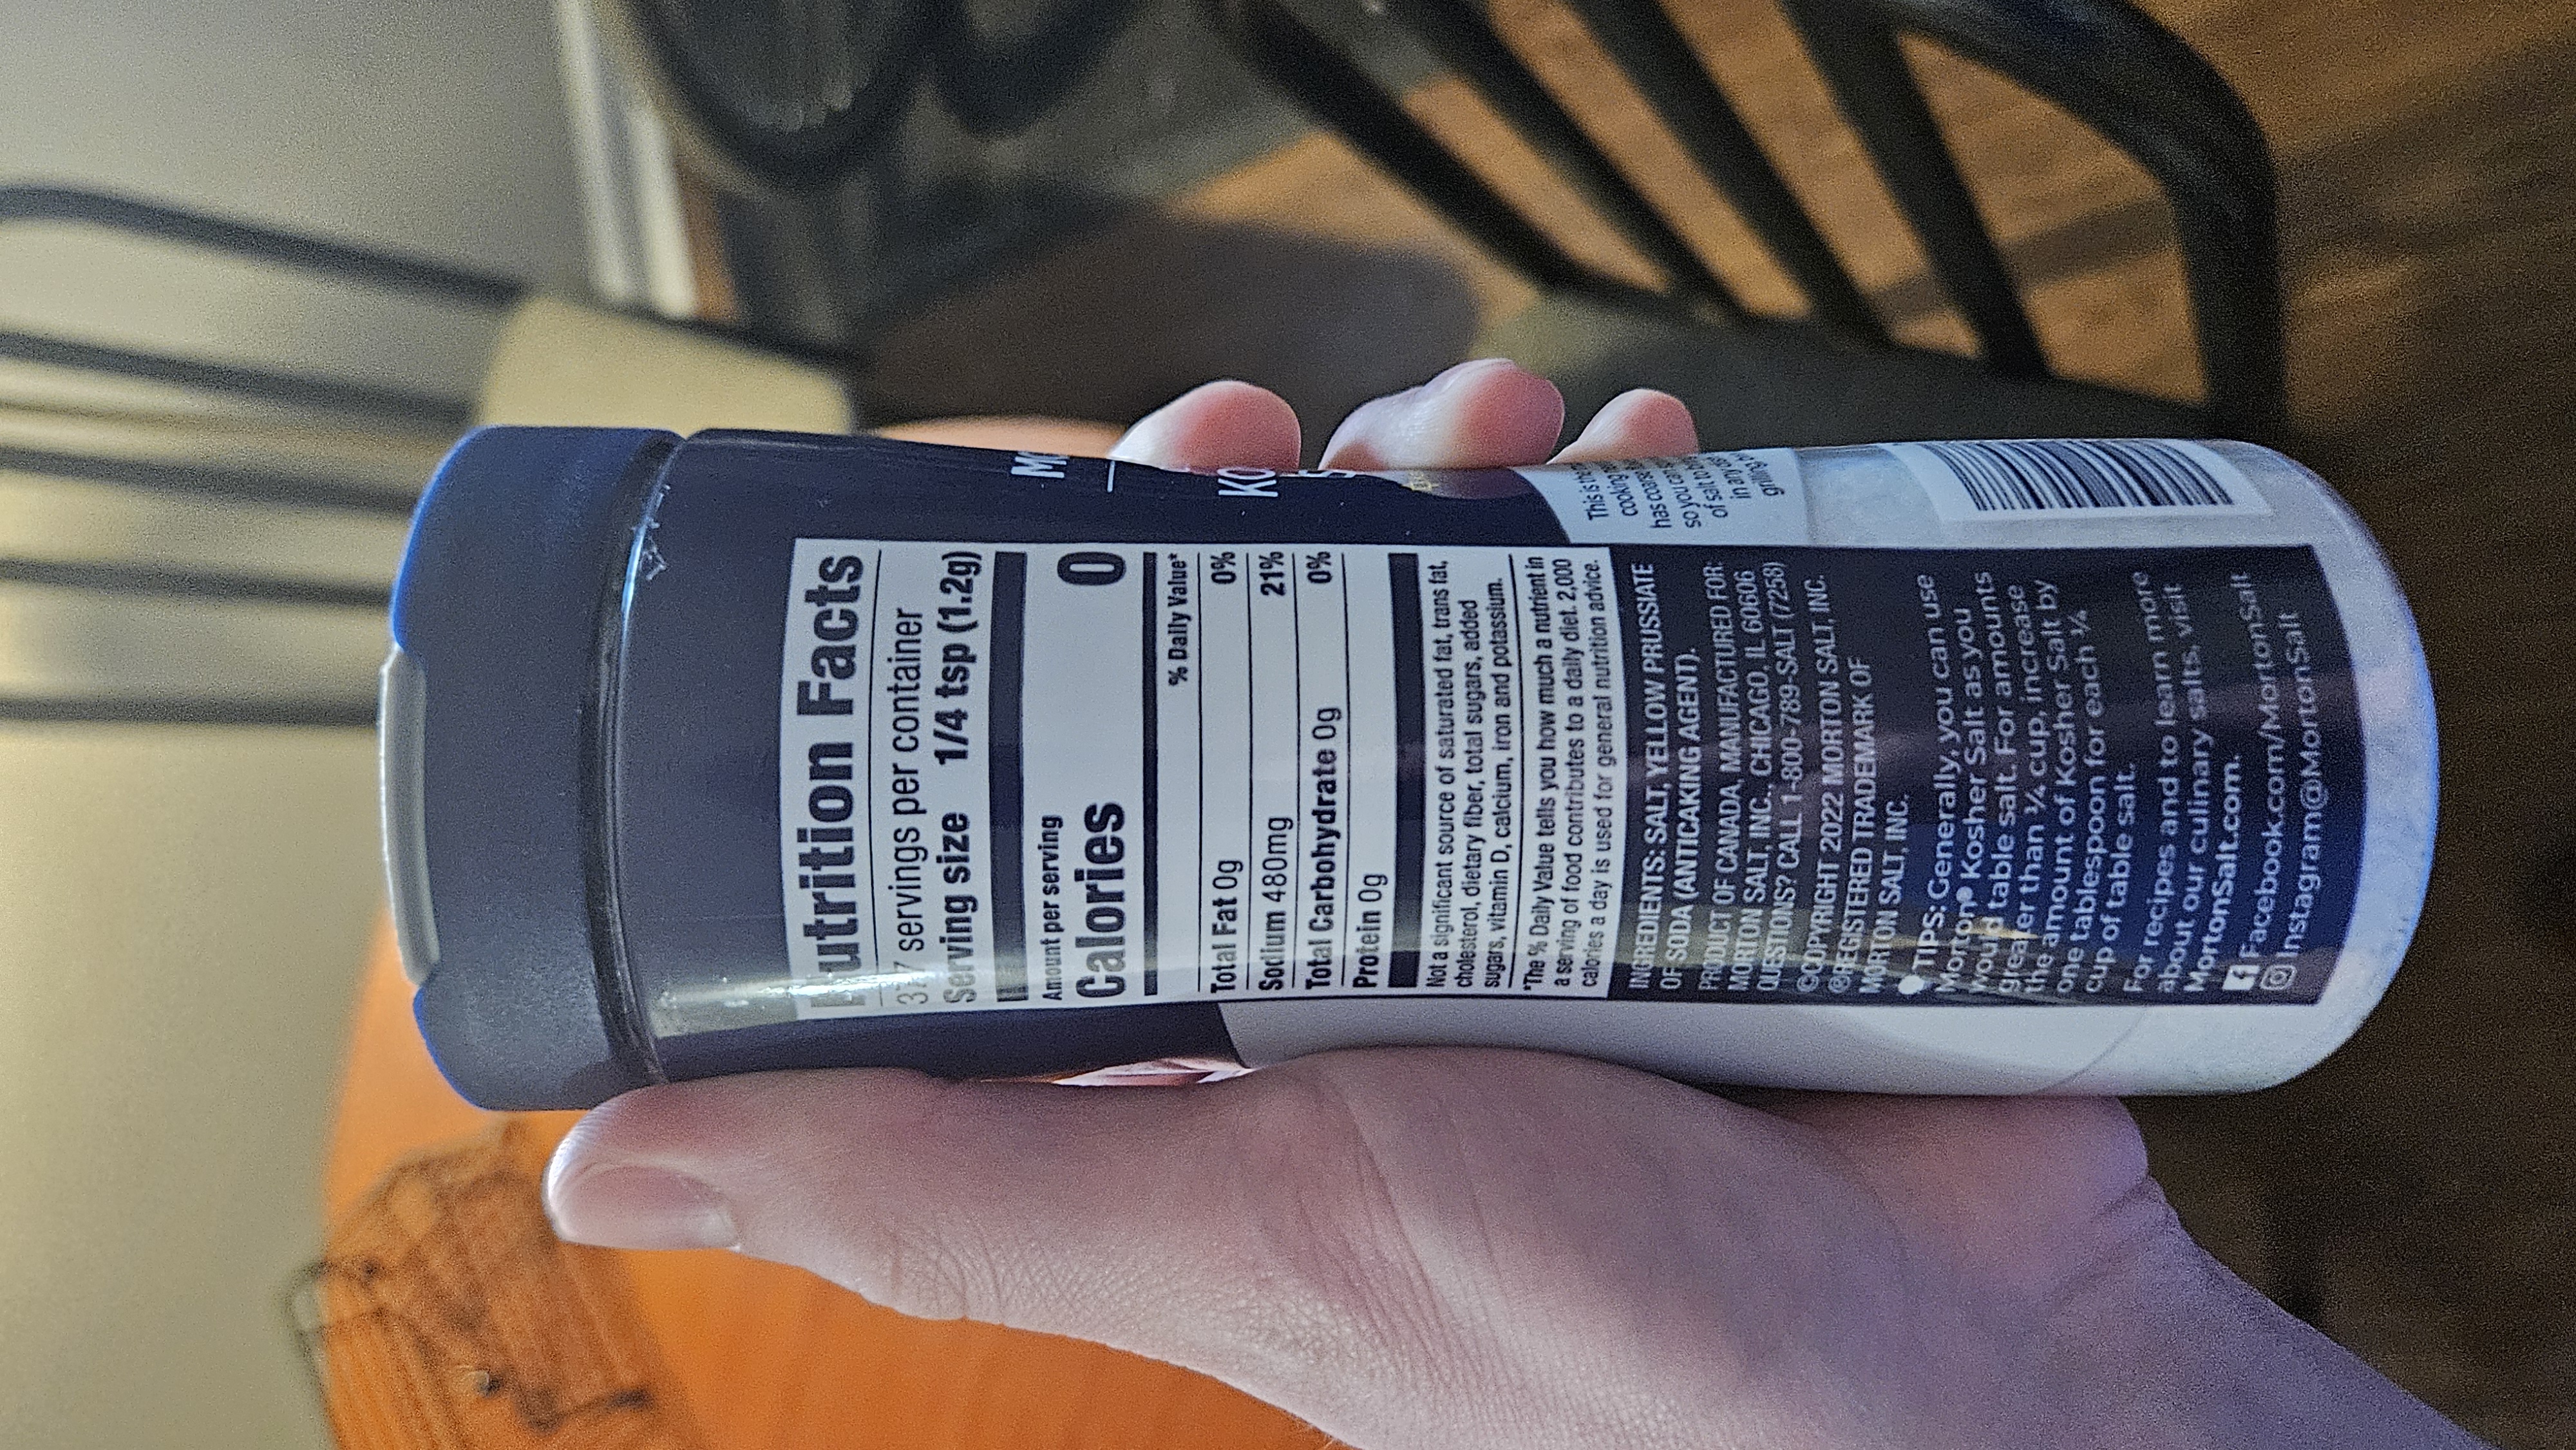 Nutrition Facts
377 servings per container
Serving size 1/4 tsp (1.2g)
Amount per serving
Calories 0
% Daily Value*
Total Fat 0g 0%
Sodium 480mg 21%
Total Carbohydrate 0g 0%
Protein 0g
Not a significant source of saturated fat, trans fat,
cholesterol, dietary fiber, total sugars, added
sugars, vitamin D, calcium, iron and potassium.
*The % Daily Value tells you how much a nutrient in
a serving of food contributes to a daily diet. 2,000
calories a day is used for general nutrition advice.
INGREDIENTS: SALT, YELLOW PRUSSIATE
OF SODA (ANTICAKING AGENT).
PRODUCT OF CANADA, MANUFACTURED FOR:
MORTON SALT, INC., CHICAGO, IL 60606
QUESTIONS? CALL 1-800-789-SALT (7258)
©COPYRIGHT 2022 MORTON SALT, INC.
®REGISTERED TRADEMARK OF
MORTON SALT, INC.
TIPS: Generally, you can use
Morton® Kosher Salt as you
would table salt. For amounts
greater than ¼ cup, increase
the amount of Kosher Salt by
one tablespoon for each ¼
cup of table salt.
For recipes and to learn more
about our culinary salts, visit
MortonSalt.com.
Facebook.com/MortonSalt
Instagram@MortonSalt
MO
KO
This is the
cooking
has coarse
so you can
of salt to
in any dish
grilling,